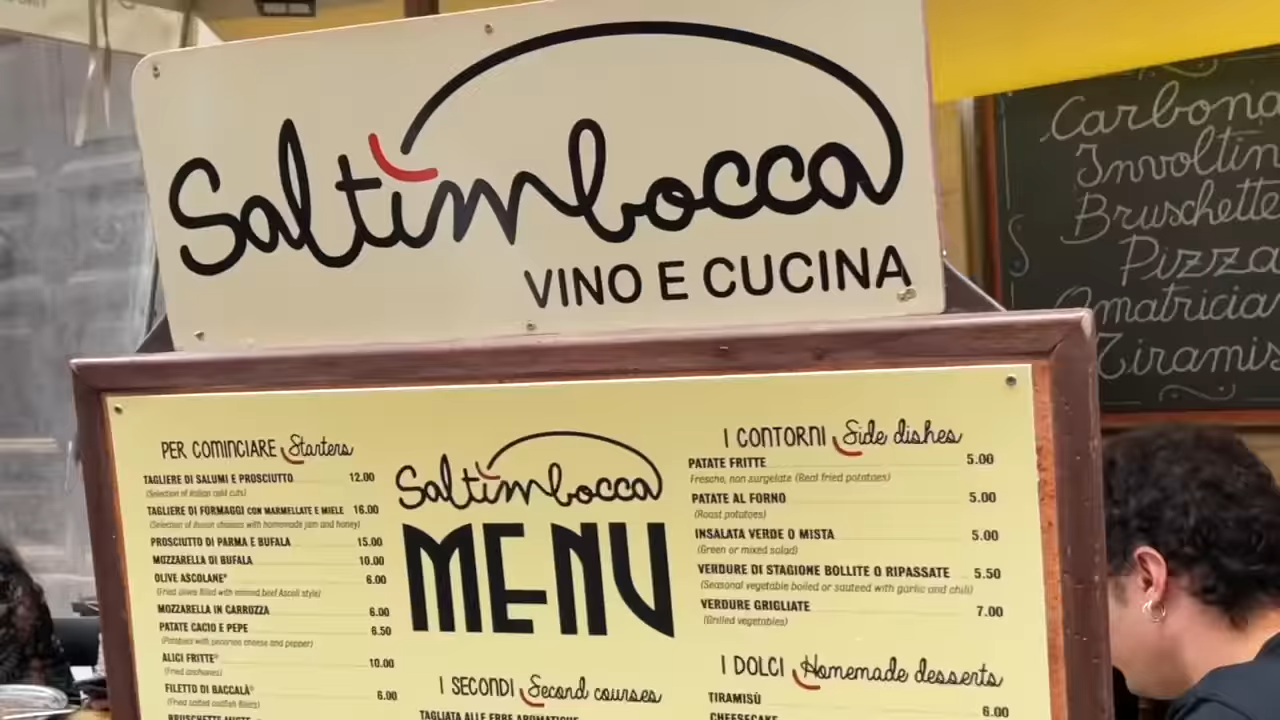 Saltimbocca
VINO E CUCINA
PER COMINCIARE Starters
TAGLIERE DI SALUMI E PROSCIUTTO 12.00
(Selection of italian cold cuts)
TAGLIERE DI FORMAGGI CON MARMELLATE E MIELE 16.00
(Selection of italian cheeses with homemade jam and honey)
PROSCIUTTO DI PARMA E BUFALA 15.00
MOZZARELLA DI BUFALA 10.00
OLIVE ASCOLANE* 6.00
(Fried olives filled with minced beef Ascoli style)
MOZZARELLA IN CARROZZA 6.00
PATATE CACIO E PEPE 6.50
(Potatoes with pecorino cheese and pepper)
ALICI FRITTE* 10.00
(Fried anchovies)
FILETTO DI BACCALÀ* 6.00
(Fried salted codfish fillets)
BRUSCHETTE MISTE
Saltimbocca
MENU
I SECONDI Second courses
TAGLIATA ALLE ERBE AROMATICHE
I CONTORNI Side dishes
PATATE FRITTE 5.00
Fresche, non surgelate (Real fried potatoes)
PATATE AL FORNO 5.00
(Roast potatoes)
INSALATA VERDE O MISTA 5.00
(Green or mixed salad)
VERDURE DI STAGIONE BOLLITE O RIPASSATE 5.50
(Seasonal vegetable boiled or sauteed with garlic and chili)
VERDURE GRIGLIATE 7.00
(Grilled vegetables)
I DOLCI Homemade desserts
TIRAMISÙ 6.00
CHEESECAKE
Carbona
Involtin
Bruschette
Pizza
Amatricia
Tiramis